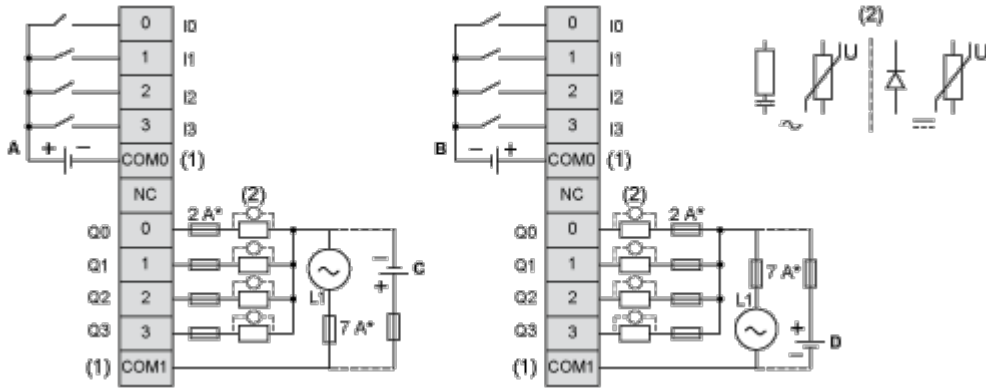 0 I0
1 I1
2 I2
3 I3
A + −
COM0 (1)
NC
(2)
2 A*
Q0 0
Q1 1
Q2 2
Q3 3
L1
7 A*
− C
+
(1) COM1
0 I0
1 I1
2 I2
3 I3
B − +
COM0 (1)
NC
(2)
2 A*
Q0 0
Q1 1
Q2 2
Q3 3
7 A*
L1
+
− D
(1) COM1
(2)
U U